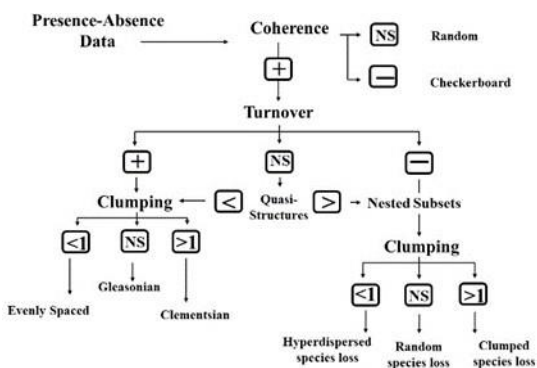 Presence-Absence
Data
Coherence
NS
Random
+
−
Checkerboard
Turnover
+
NS
−
Clumping
<
Quasi-
Structures
>
Nested Subsets
<1
NS
>1
Gleasonian
Evenly Spaced
Clementsian
Clumping
<1
NS
>1
Hyperdispersed
species loss
Random
species loss
Clumped
species loss